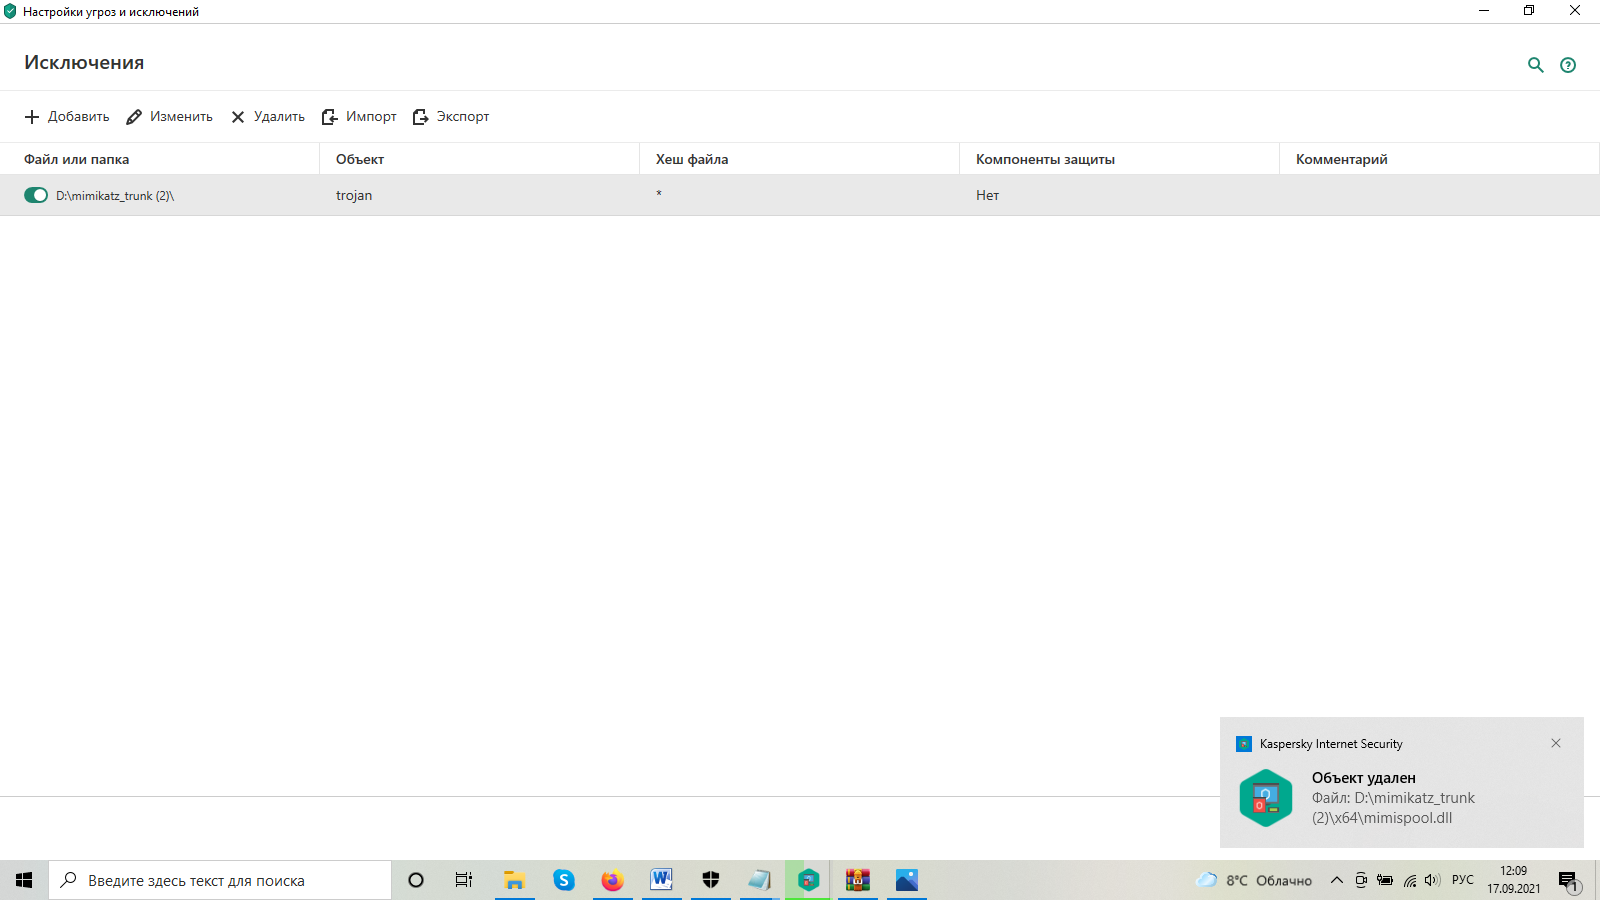 Настройки угроз и исключений
Исключения
Добавить
Изменить
Удалить
Импорт
Экспорт
Файл или папка
Объект
Хеш файла
Компоненты защиты
Комментарий
D:\mimikatz_trunk (2)\
trojan
*
Нет
Kaspersky Internet Security
Объект удален
Файл: D:\mimikatz_trunk
(2)\x64\mimispool.dll
Введите здесь текст для поиска
8°C Облачно
РУС
12:09
17.09.2021
1